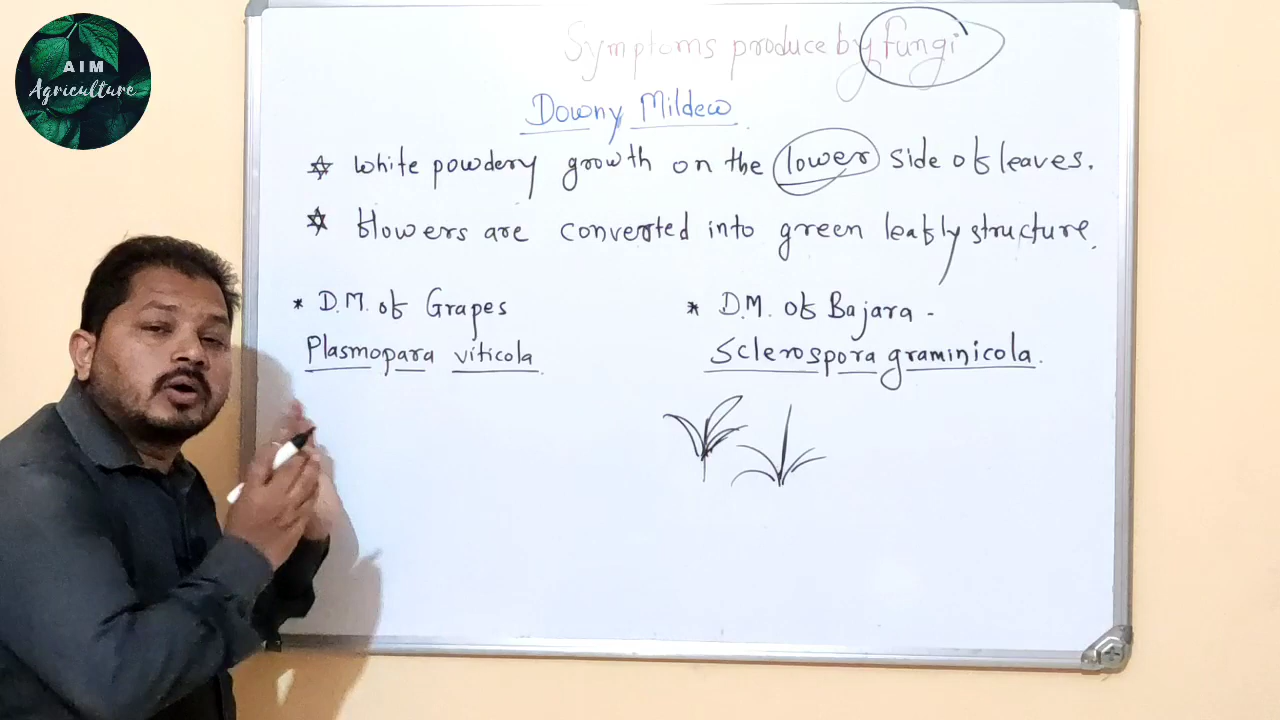 AIM
Agriculture
Symptoms produce by fungi
Downy Mildew
White powdery growth on the lower side of leaves.
Flowers are converted into green leafly structure.
* D.M. of Grapes
Plasmopara viticola.
* D.M. of Bajara -
Sclerospora graminicola.